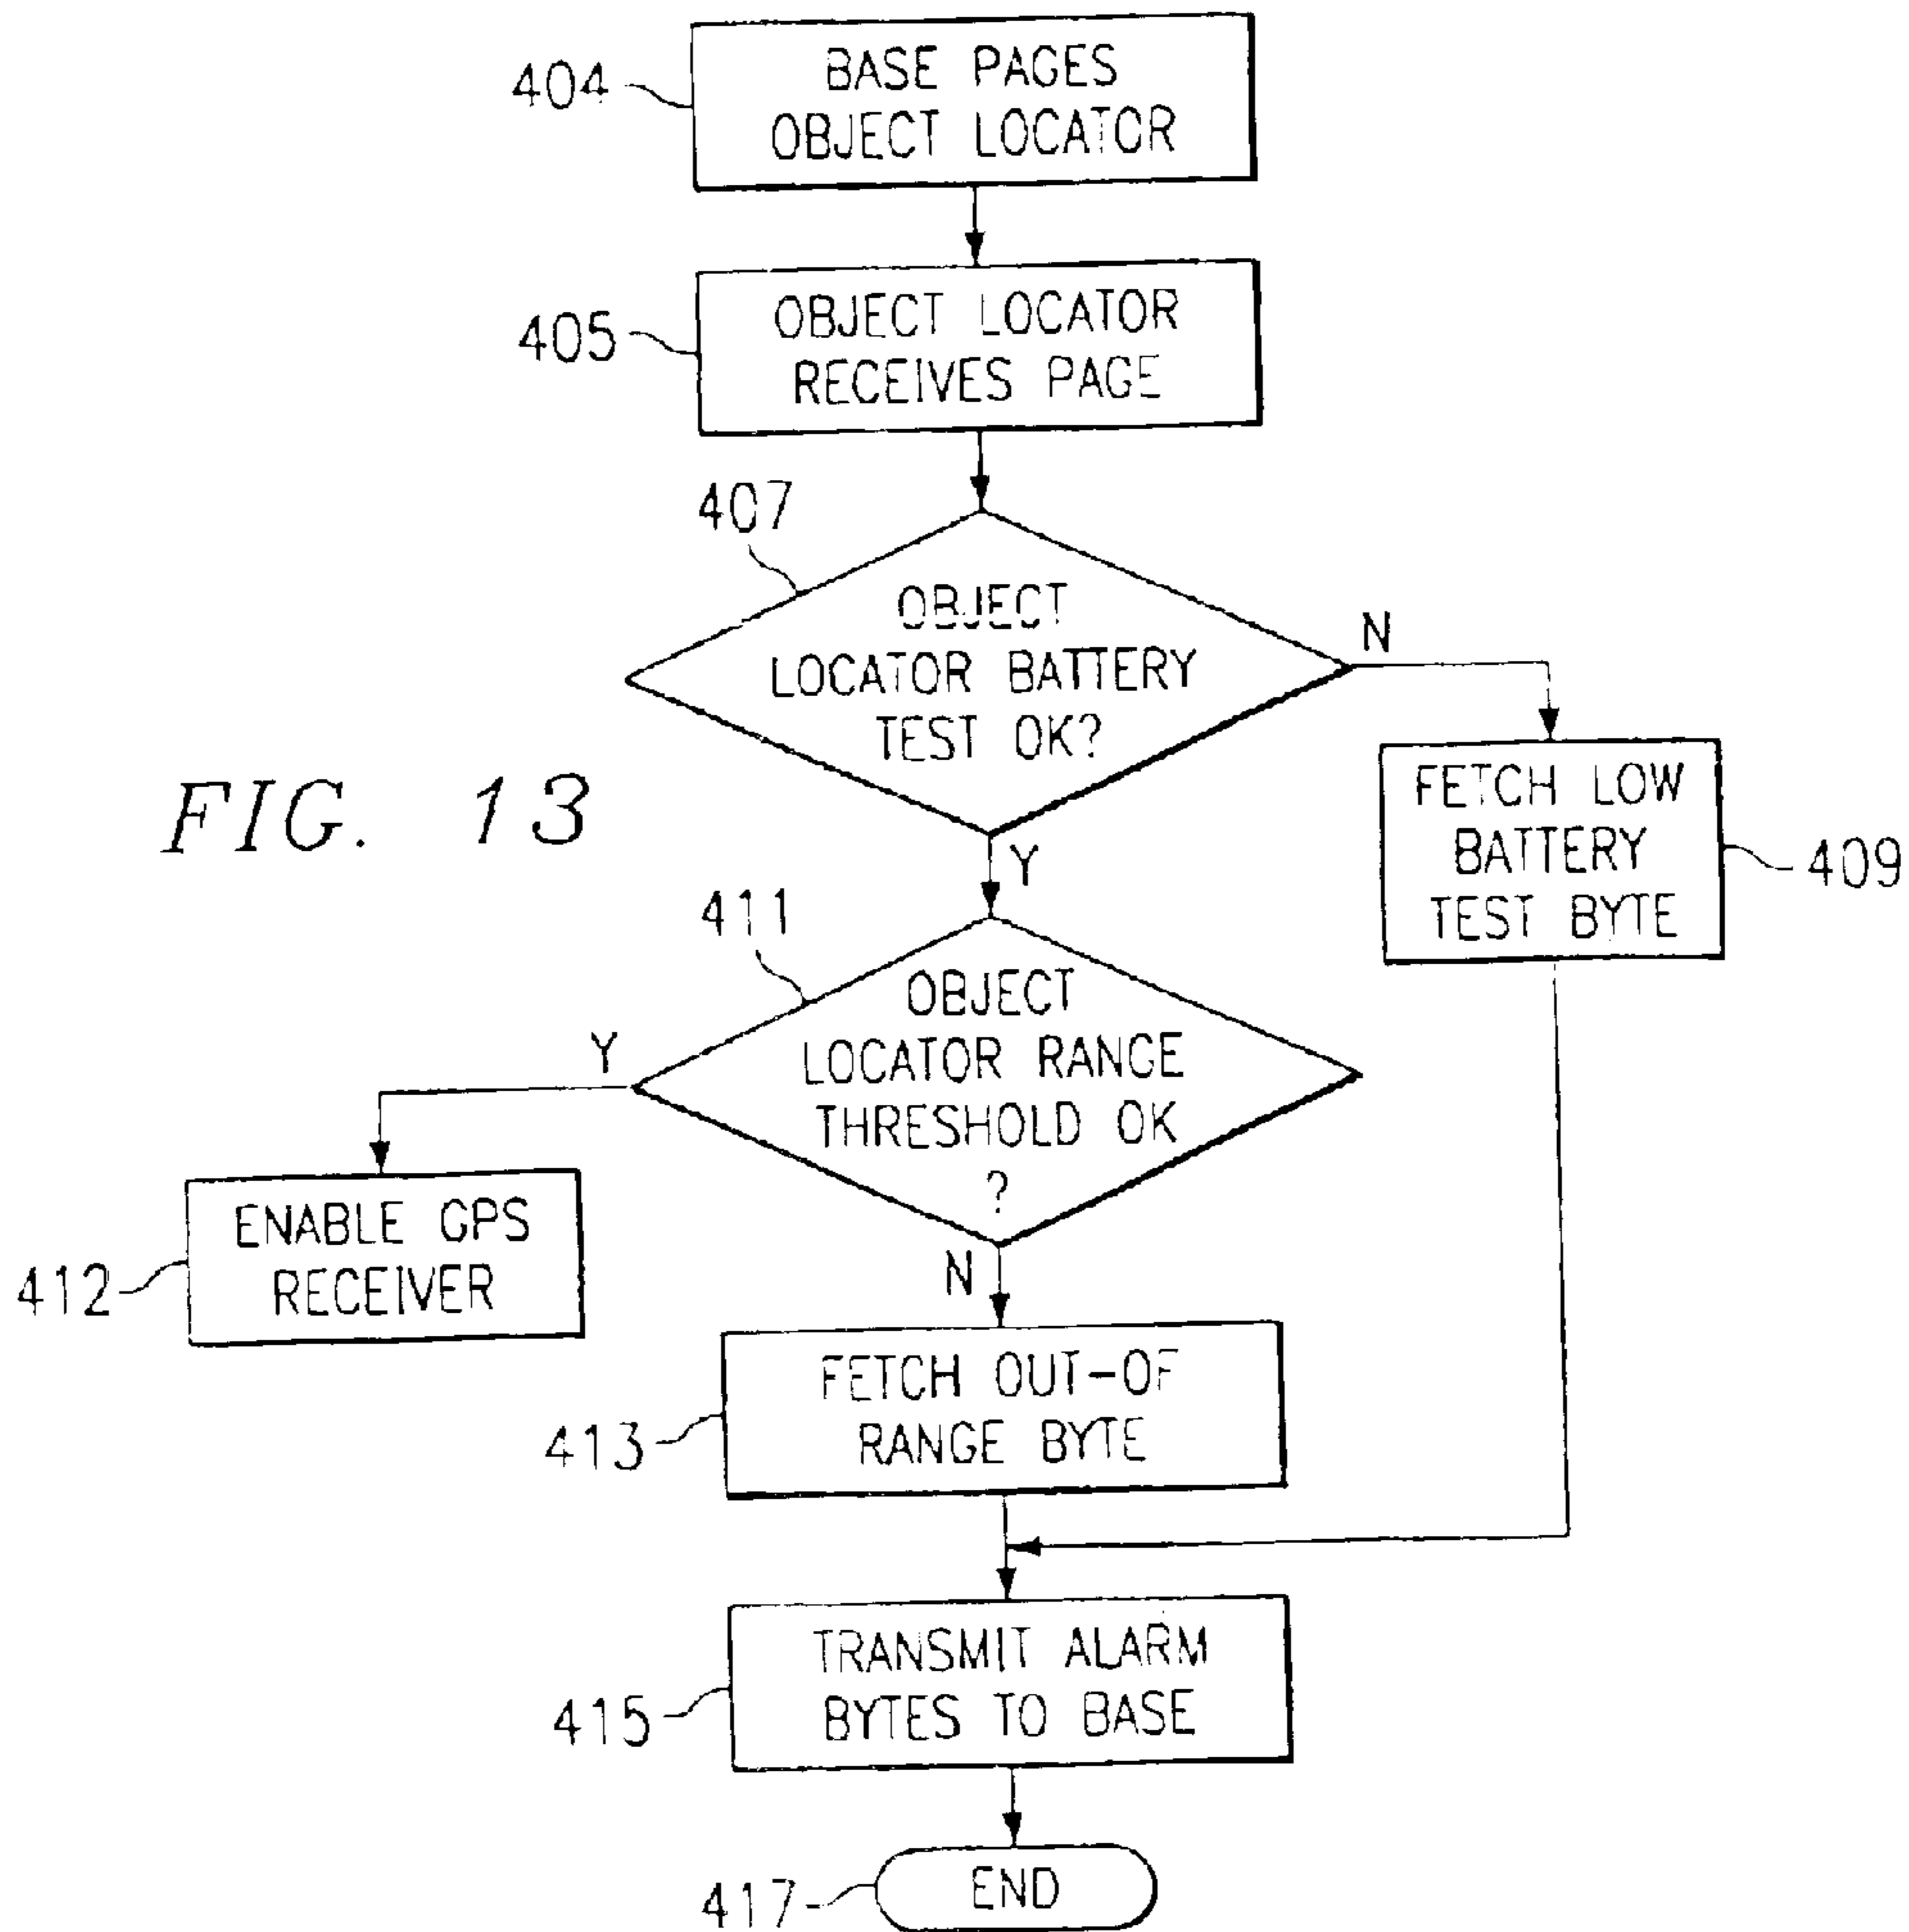 404
BASE PAGES
OBJECT LOCATOR
405
OBJECT LOCATOR
RECEIVES PAGE
407
OBJECT
LOCATOR BATTERY
TEST OK?
N
FIG. 13
FETCH LOW
BATTERY
TEST BYTE
409
Y
411
OBJECT
LOCATOR RANGE
THRESHOLD OK
?
Y
ENABLE GPS
RECEIVER
412
N
FETCH OUT-OF
RANGE BYTE
413
TRANSMIT ALARM
BYTES TO BASE
415
END
417